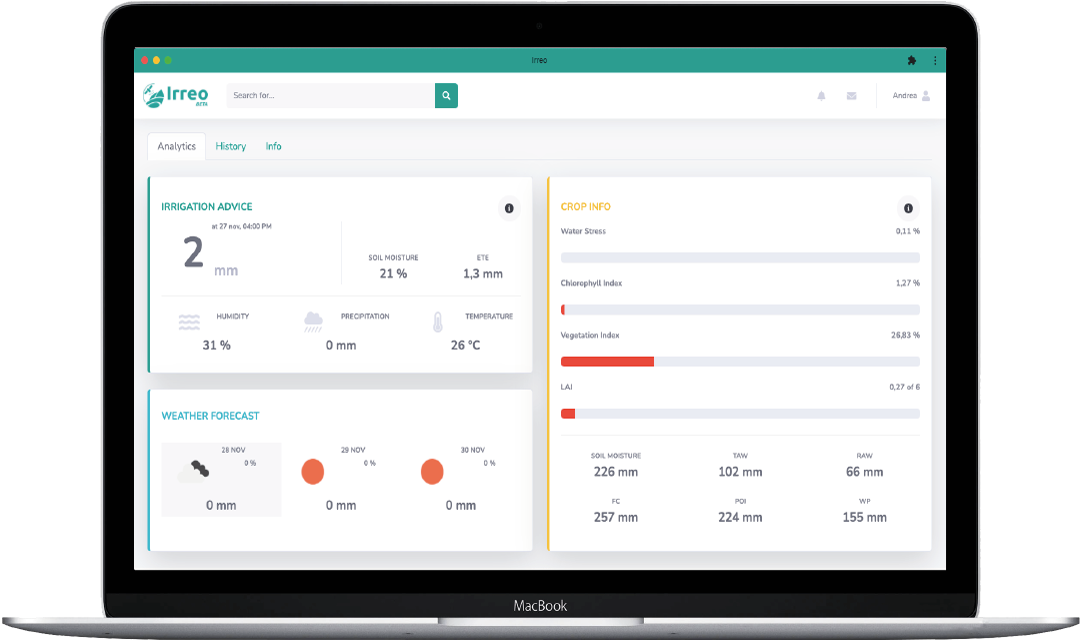 Irreo
Irreo
BETA
Search for...
Andrea
Analytics
History
Info
IRRIGATION ADVICE
at 27 nov, 04:00 PM
2 mm
SOIL MOISTURE
21 %
ETE
1,3 mm
HUMIDITY
31 %
PRECIPITATION
0 mm
TEMPERATURE
26 °C
WEATHER FORECAST
28 NOV
0 %
0 mm
29 NOV
0 %
0 mm
30 NOV
0 %
0 mm
CROP INFO
Water Stress 0,11 %
Chlorophyll Index 1,27 %
Vegetation Index 26,83 %
LAI 0,27 of 6
SOIL MOISTURE
226 mm
TAW
102 mm
RAW
66 mm
FC
257 mm
POI
224 mm
WP
155 mm
MacBook